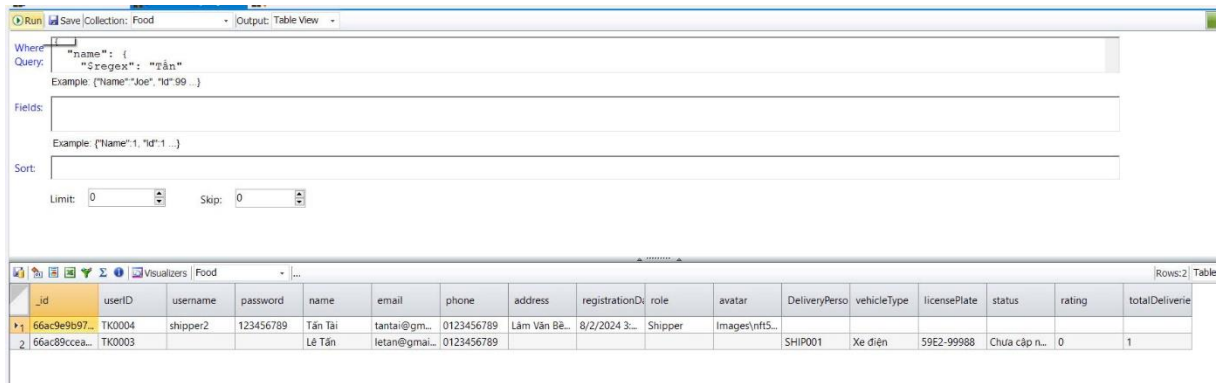 Run Save Collection: Food Output: Table View
Where Query:
{
"name": {
"$regex": "Tấn"
Example: {"Name":"Joe", "Id":99 ...}
Fields:
Example: {"Name":1, "Id":1 ...}
Sort:
Limit: 0 Skip: 0
Visualizers Food ... Rows:2 Table
_id userID username password name email phone address registrationDa role avatar DeliveryPerso vehicleType licensePlate status rating totalDeliverie
1 66ac9e9b97... TK0004 shipper2 123456789 Tấn Tài tantai@gm... 0123456789 Lâm Văn Bề... 8/2/2024 3:... Shipper Images\nft5...
2 66ac89ccea... TK0003 Lê Tấn letan@gmai... 0123456789 SHIP001 Xe điện 59E2-99988 Chưa cập n... 0 1